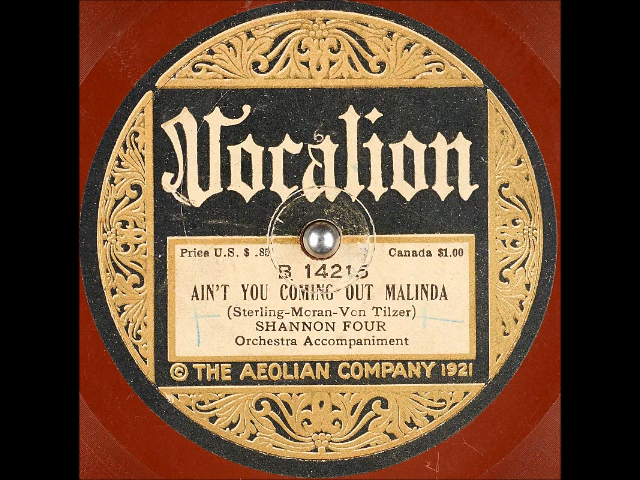 Vocalion
Price U.S. $ .85 Canada $1.00
B 14215
AIN'T YOU COMING OUT MALINDA
(Sterling-Moran-Von Tilzer)
SHANNON FOUR
Orchestra Accompaniment
© THE AEOLIAN COMPANY 1921